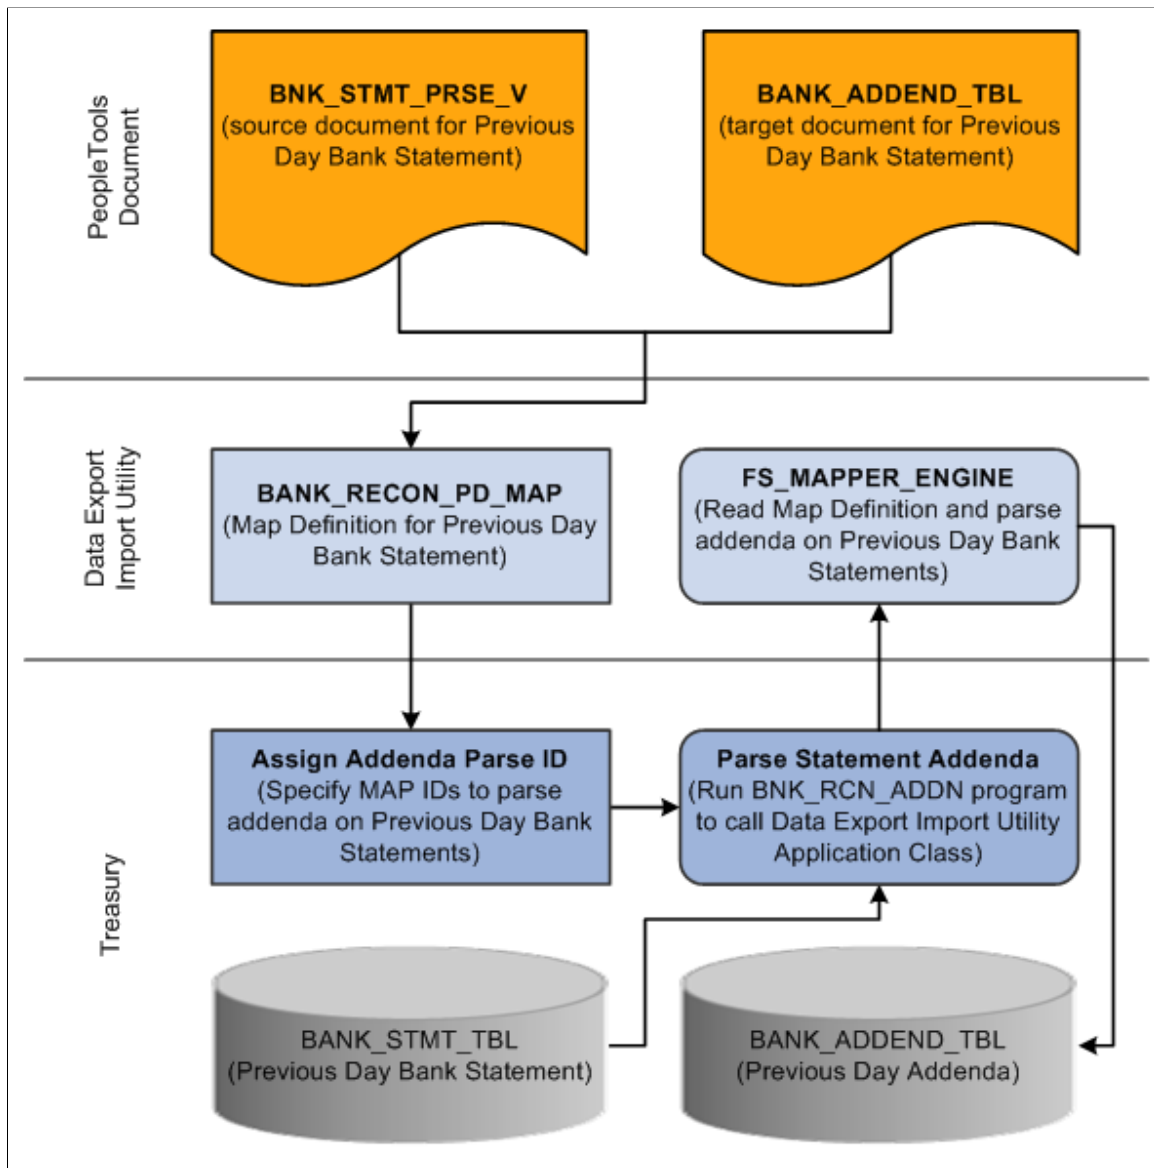 PeopleTools
Document
BNK_STMT_PRSE_V
(source document for Previous
Day Bank Statement)
BANK_ADDEND_TBL
(target document for Previous
Day Bank Statement)
Data Export
Import Utility
BANK_RECON_PD_MAP
(Map Definition for Previous Day
Bank Statement)
FS_MAPPER_ENGINE
(Read Map Definition and parse
addenda on Previous Day Bank
Statements)
Treasury
Assign Addenda Parse ID
(Specify MAP IDs to parse
addenda on Previous Day Bank
Statements)
Parse Statement Addenda
(Run BNK_RCN_ADDN program
to call Data Export Import Utility
Application Class)
BANK_STMT_TBL
(Previous Day Bank Statement)
BANK_ADDEND_TBL
(Previous Day Addenda)